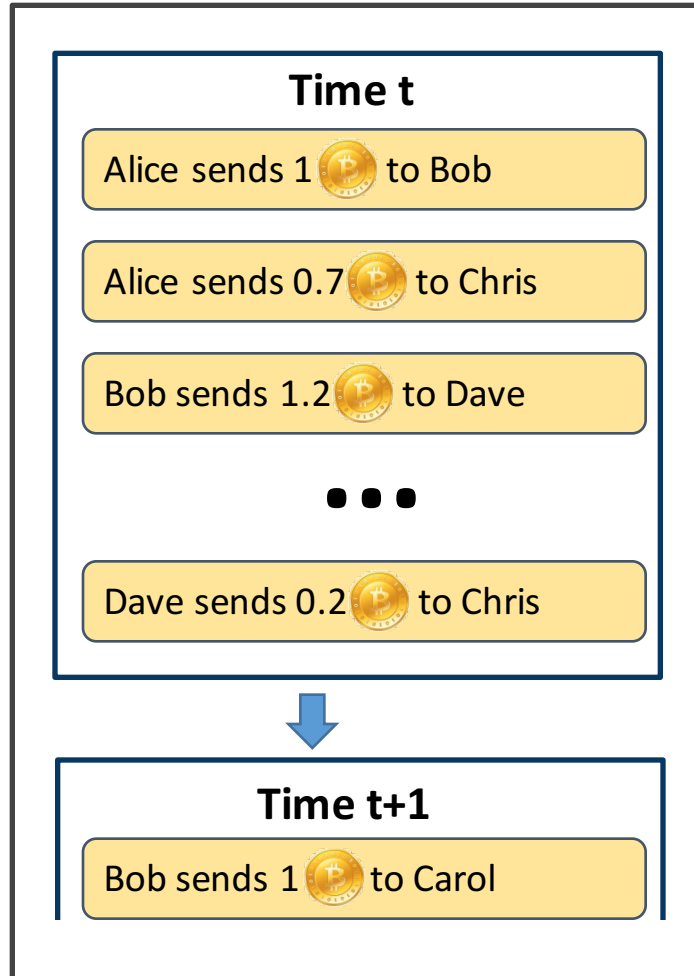 Time t
Alice sends 1 ₿ to Bob
Alice sends 0.7 ₿ to Chris
Bob sends 1.2 ₿ to Dave
...
Dave sends 0.2 ₿ to Chris
Time t+1
Bob sends 1 ₿ to Carol